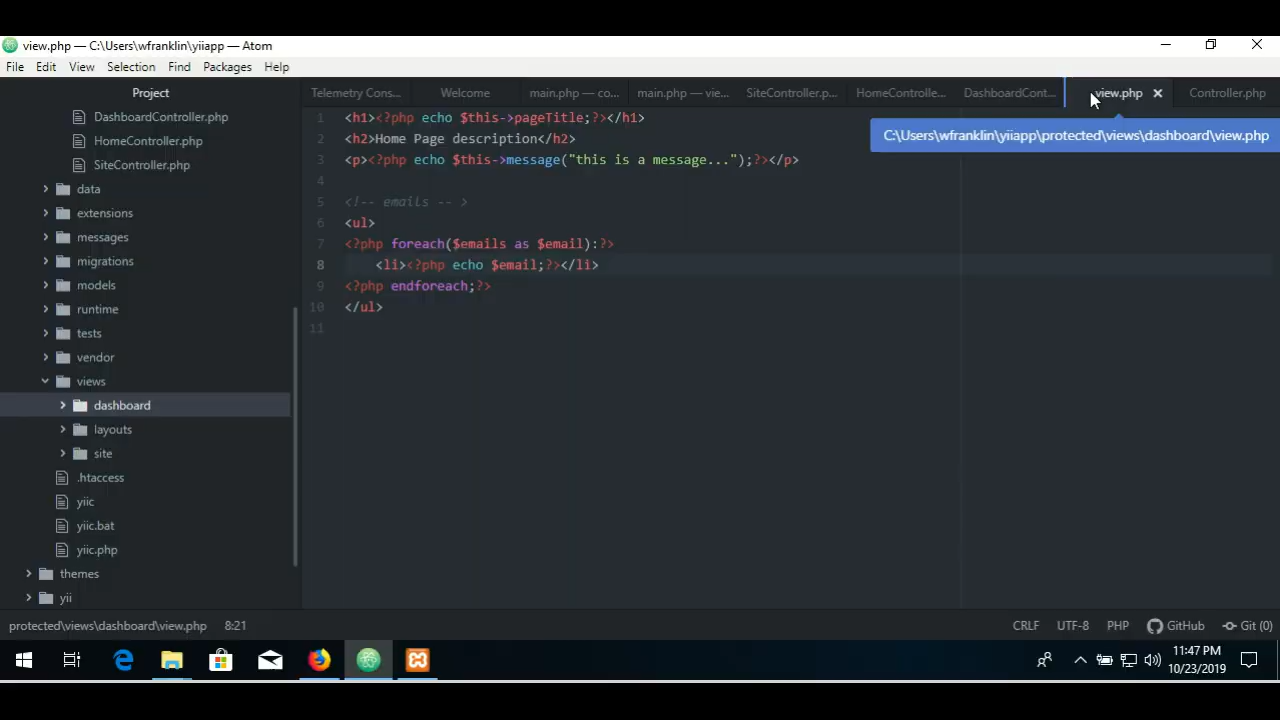 view.php — C:\Users\wfranklin\yiiapp — Atom
File Edit View Selection Find Packages Help
Project
Telemetry Cons...
Welcome
main.php — co...
main.php — vie...
SiteController.p...
HomeControlle...
DashboardCont...
view.php
Controller.php
C:\Users\wfranklin\yiiapp\protected\views\dashboard\view.php
DashboardController.php
HomeController.php
SiteController.php
data
extensions
messages
migrations
models
runtime
tests
vendor
views
dashboard
layouts
site
.htaccess
yiic
yiic.bat
yiic.php
themes
yii
1 <h1><?php echo $this->pageTitle;?></h1>
2 <h2>Home Page description</h2>
3 <p><?php echo $this->message("this is a message...");?></p>
4
5 <!-- emails -- >
6 <ul>
7 <?php foreach($emails as $email):?>
8 <li><?php echo $email;?></li>
9 <?php endforeach;?>
10 </ul>
11
protected\views\dashboard\view.php 8:21
CRLF UTF-8 PHP GitHub Git (0)
11:47 PM
10/23/2019